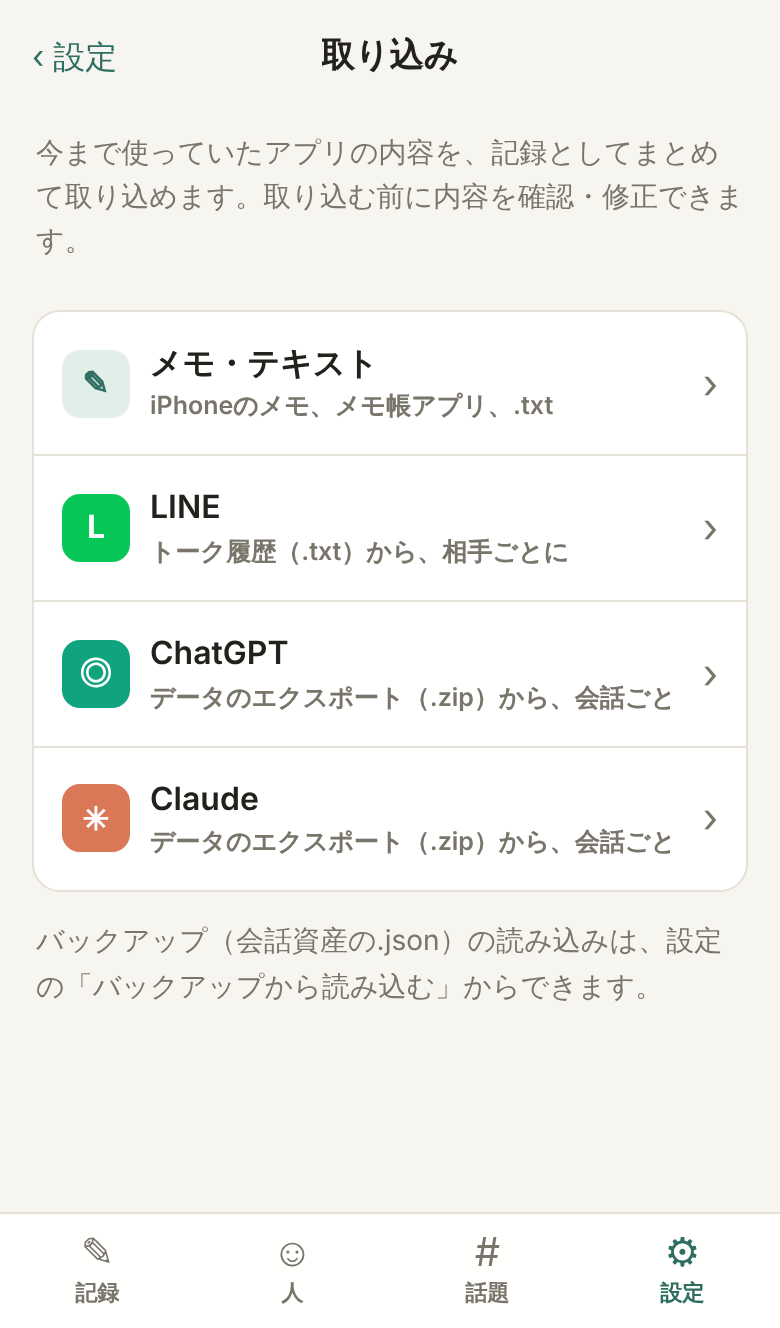 ‹ 設定
取り込み
今まで使っていたアプリの内容を、記録としてまとめ
て取り込めます。取り込む前に内容を確認・修正できま
す。
メモ・テキスト
iPhoneのメモ、メモ帳アプリ、.txt
L
LINE
トーク履歴（.txt）から、相手ごとに
ChatGPT
データのエクスポート（.zip）から、会話ごと
Claude
データのエクスポート（.zip）から、会話ごと
バックアップ（会話資産の.json）の読み込みは、設定
の「バックアップから読み込む」からできます。
#
記録 人 話題 設定